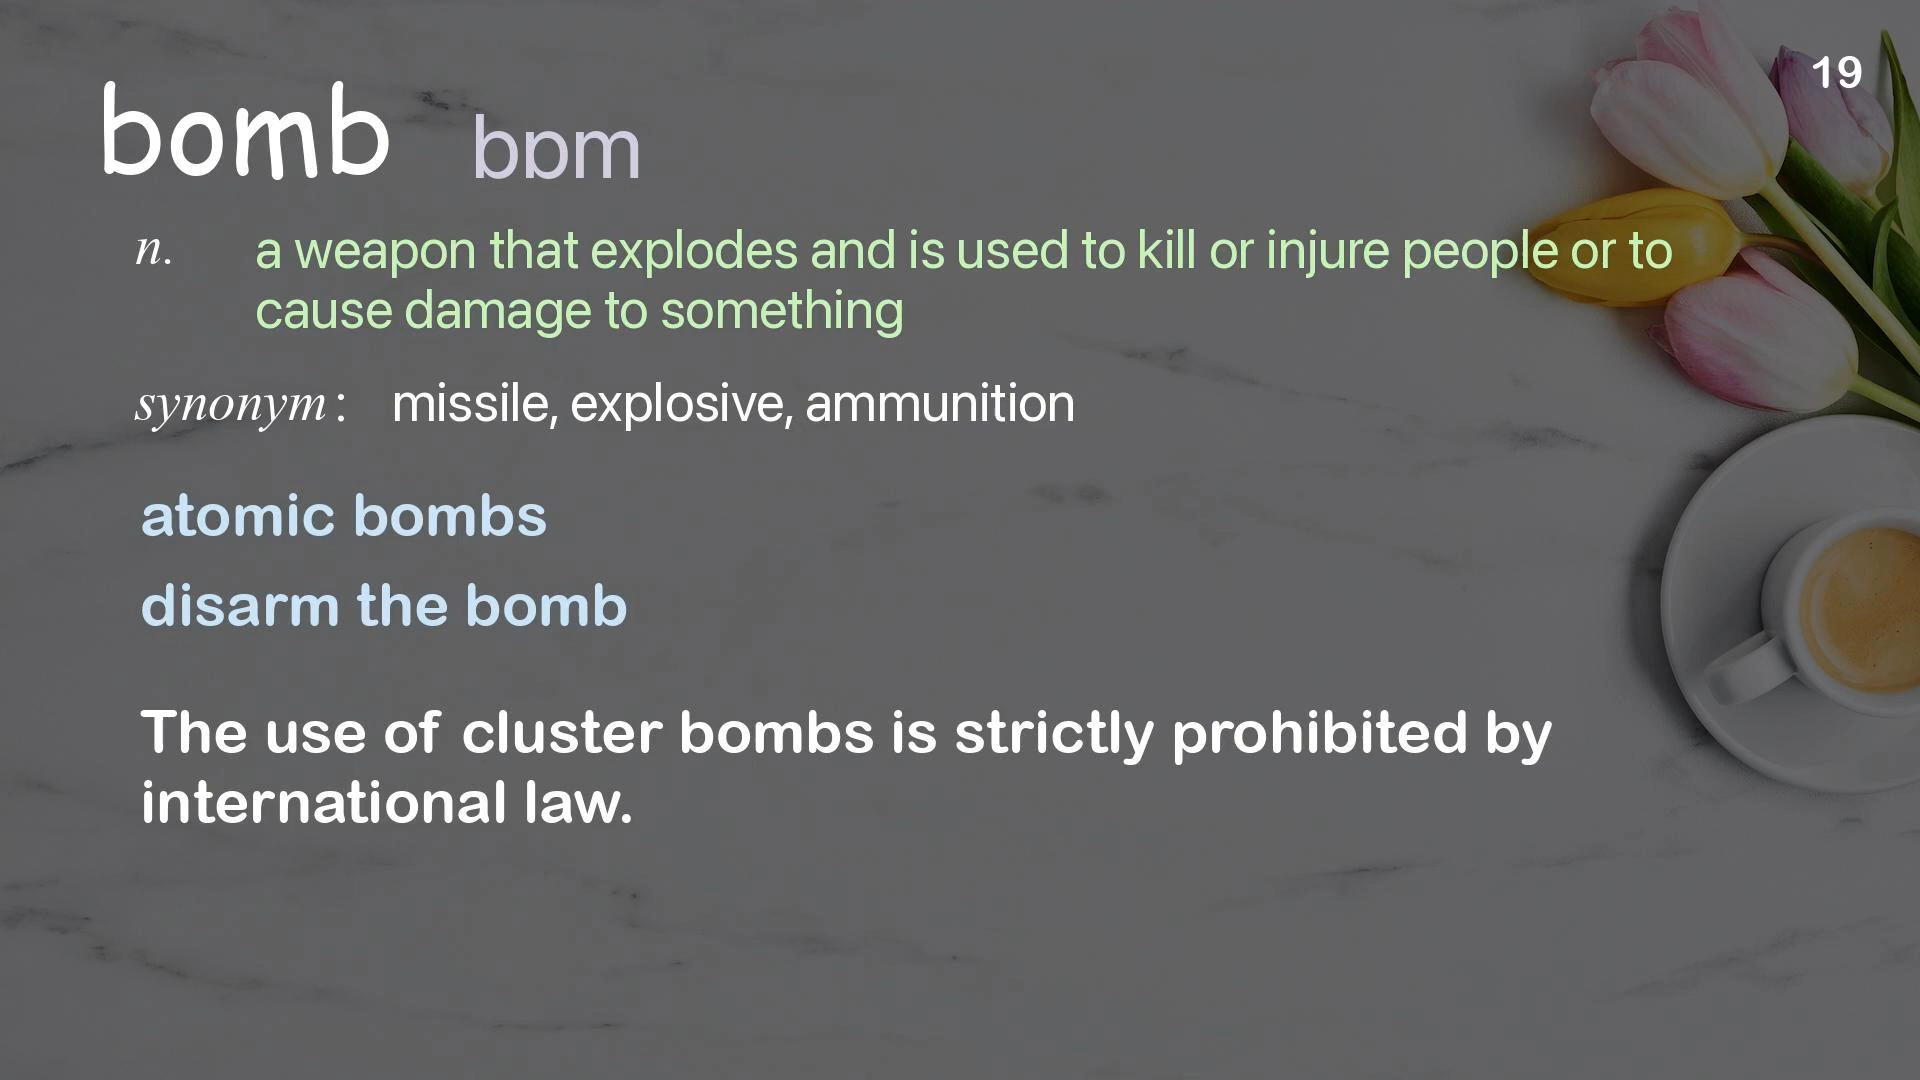 19
bomb bɒm
n. a weapon that explodes and is used to kill or injure people or to
cause damage to something
synonym: missile, explosive, ammunition
atomic bombs
disarm the bomb
The use of cluster bombs is strictly prohibited by
international law.